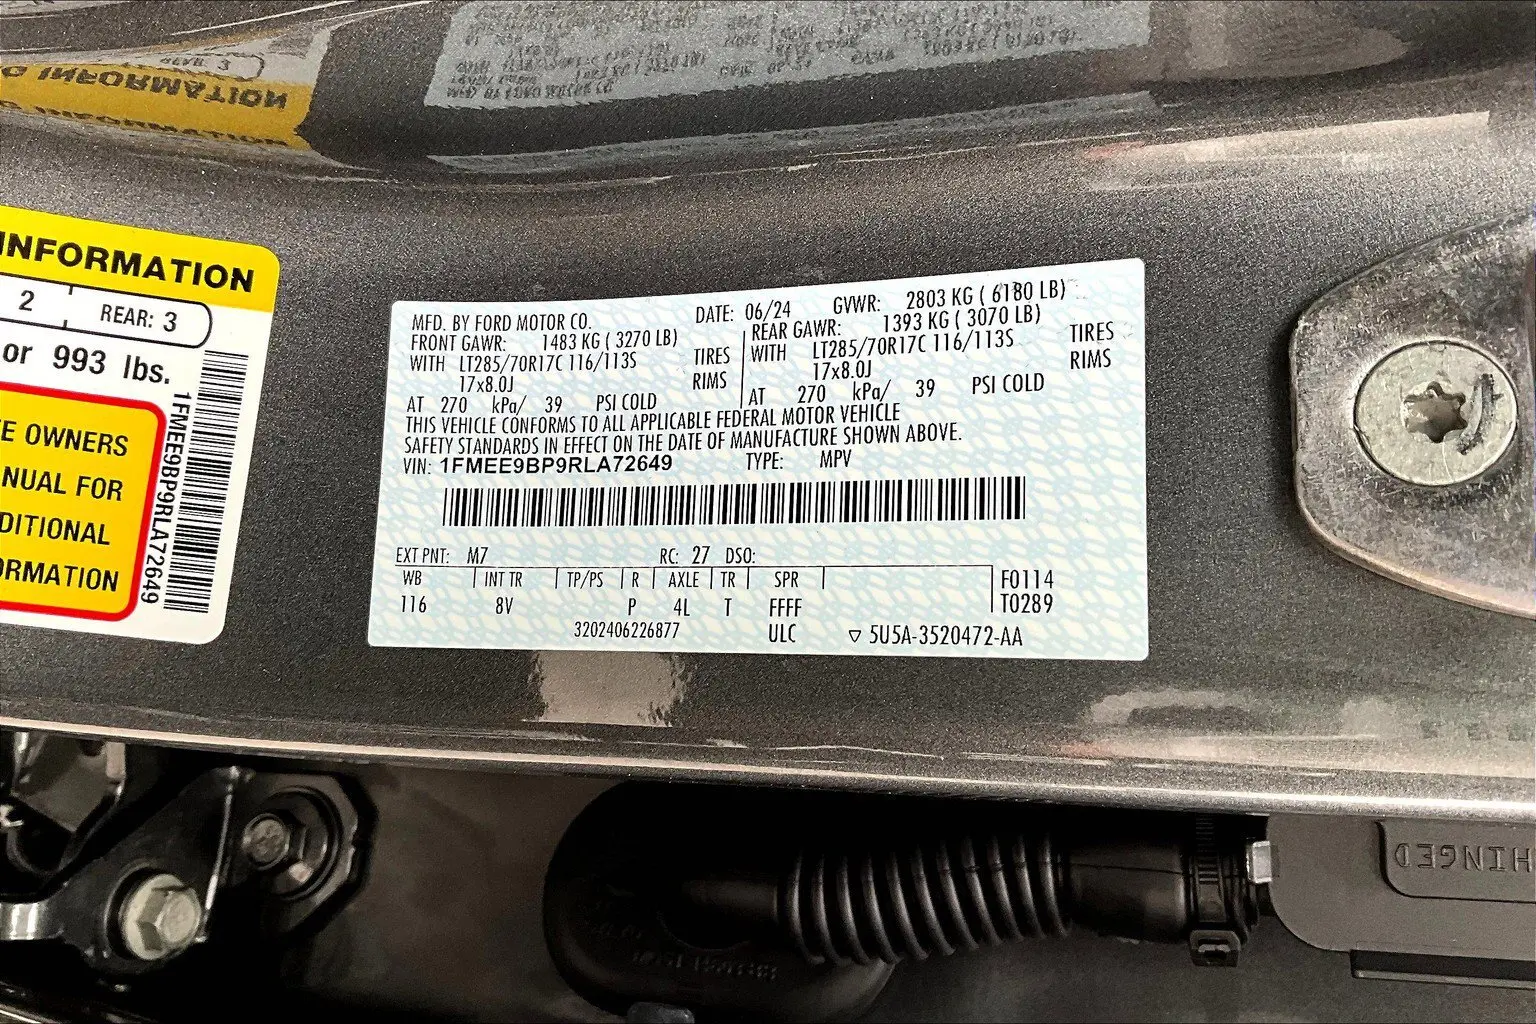 INFORMATION
2 REAR: 3
or 993 lbs.
E OWNERS
NUAL FOR
DITIONAL
ORMATION
1FMEE9BP9RLA72649
MFD. BY FORD MOTOR CO. DATE: 06/24 GVWR: 2803 KG ( 6180 LB)
FRONT GAWR: 1483 KG ( 3270 LB) REAR GAWR: 1393 KG ( 3070 LB)
WITH LT285/70R17C 116/113S TIRES WITH LT285/70R17C 116/113S TIRES
17x8.0J RIMS 17x8.0J RIMS
AT 270 kPa/ 39 PSI COLD AT 270 kPa/ 39 PSI COLD
THIS VEHICLE CONFORMS TO ALL APPLICABLE FEDERAL MOTOR VEHICLE
SAFETY STANDARDS IN EFFECT ON THE DATE OF MANUFACTURE SHOWN ABOVE.
VIN: 1FMEE9BP9RLA72649 TYPE: MPV
EXT PNT: M7 RC: 27 DSO:
WB INT TR TP/PS R AXLE TR SPR F0114
116 8V P 4L T FFFF T0289
3202406226877 ULC ▽ 5U5A-3520472-AA
HINGED